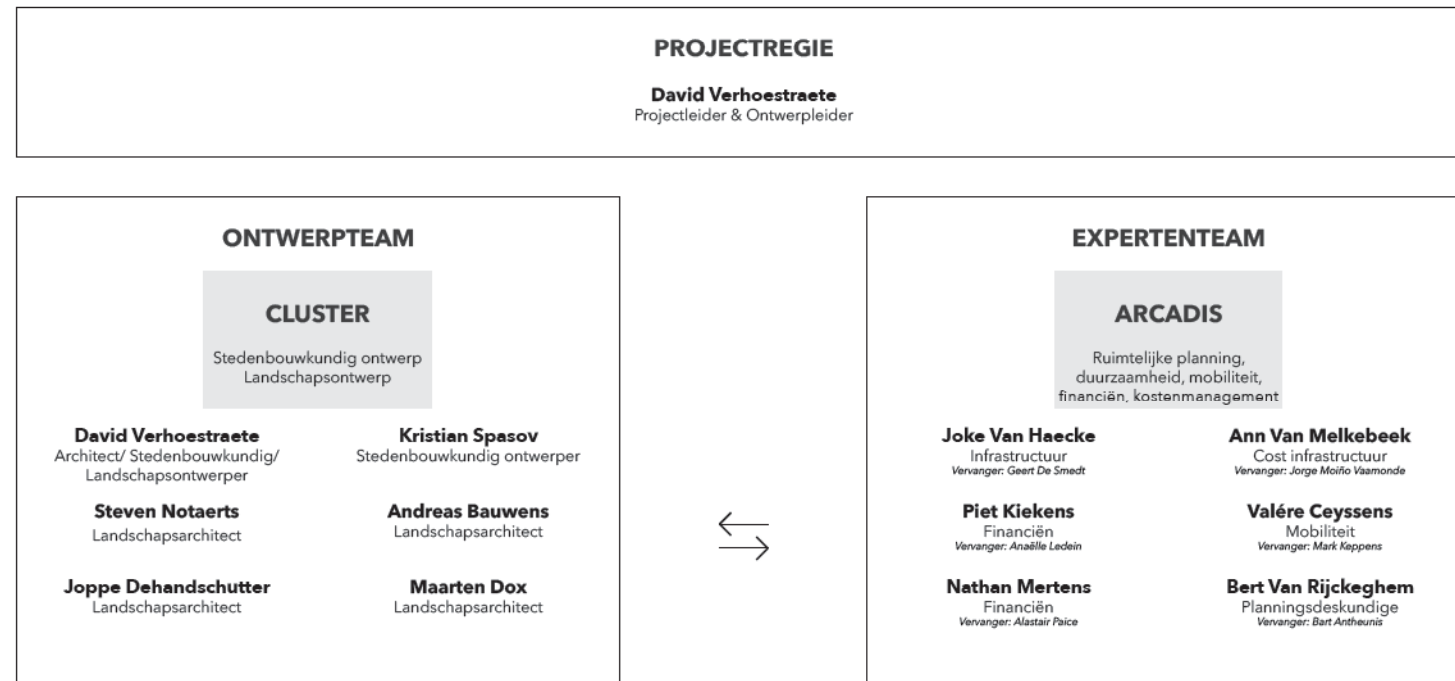 PROJECTREGIE
David Verhoestraete
Projectleider & Ontwerpleider
ONTWERPTEAM
CLUSTER
Stedenbouwkundig ontwerp
Landschapsontwerp
David Verhoestraete
Architect/ Stedenbouwkundig/
Landschapsontwerper
Kristian Spasov
Stedenbouwkundig ontwerper
Steven Notaerts
Landschapsarchitect
Andreas Bauwens
Landschapsarchitect
Joppe Dehandschutter
Landschapsarchitect
Maarten Dox
Landschapsarchitect
EXPERTENTEAM
ARCADIS
Ruimtelijke planning,
duurzaamheid, mobiliteit,
financiën, kostenmanagement
Joke Van Haecke
Infrastructuur
Vervanger: Geert De Smedt
Ann Van Melkebeek
Cost infrastructuur
Vervanger: Jorge Moiño Vaamonde
Piet Kiekens
Financiën
Vervanger: Anaëlle Ledein
Valére Ceyssens
Mobiliteit
Vervanger: Mark Keppens
Nathan Mertens
Financiën
Vervanger: Alastair Paice
Bert Van Rijckeghem
Planningsdeskundige
Vervanger: Bart Antheunis